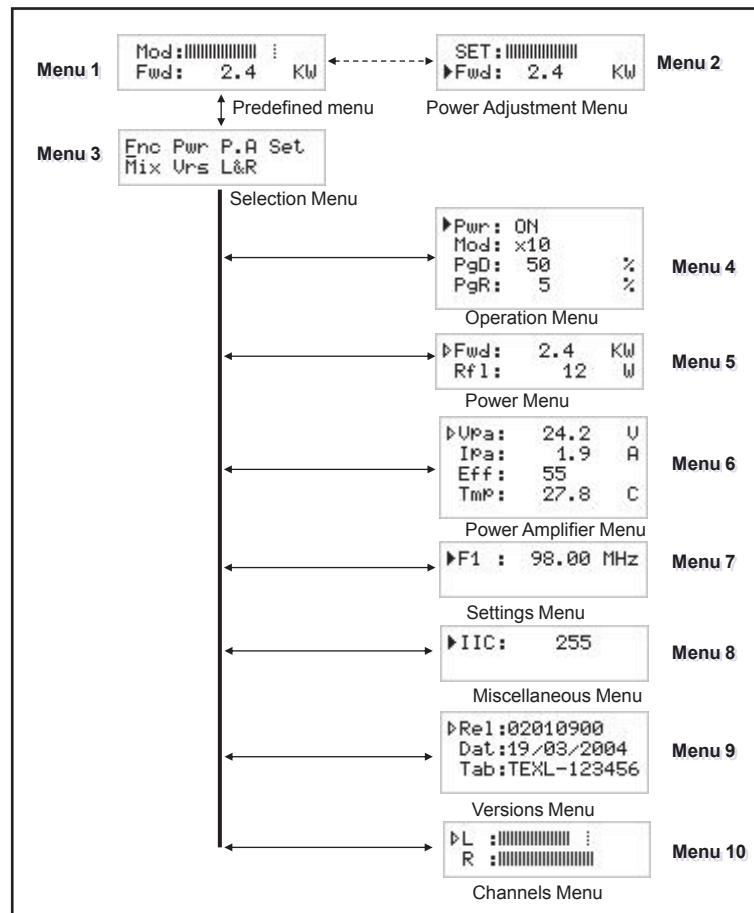 Menu 1
Mod:
Fwd: 2.4 KW
SET:
Fwd: 2.4 KW
Menu 2
Predefined menu
Power Adjustment Menu
Menu 3
Fnc Pwr P.A Set
Mix Vrs L&R
Selection Menu
Pwr: ON
Mod: x10
PgD: 50 %
PgR: 5 %
Menu 4
Operation Menu
Fwd: 2.4 KW
Rfl: 12 W
Menu 5
Power Menu
VPa: 24.2 V
IPa: 1.9 A
Eff: 55
TmP: 27.8 C
Menu 6
Power Amplifier Menu
F1 : 98.00 MHz
Menu 7
Settings Menu
IIC: 255
Menu 8
Miscellaneous Menu
Rel:02010900
Dat:19/03/2004
Tab:TEXL-123456
Menu 9
Versions Menu
L :
R :
Menu 10
Channels Menu